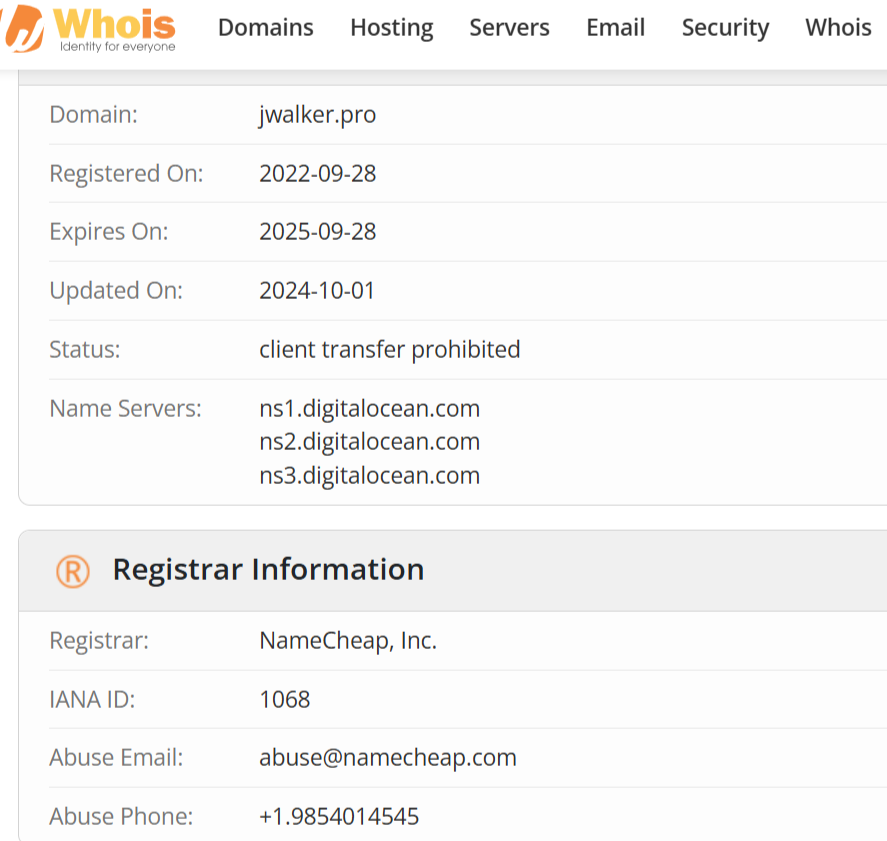 Whois
Identity for everyone
Domains Hosting Servers Email Security Whois
Domain: jwalker.pro
Registered On: 2022-09-28
Expires On: 2025-09-28
Updated On: 2024-10-01
Status: client transfer prohibited
Name Servers: ns1.digitalocean.com
ns2.digitalocean.com
ns3.digitalocean.com
® Registrar Information
Registrar: NameCheap, Inc.
IANA ID: 1068
Abuse Email: abuse@namecheap.com
Abuse Phone: +1.9854014545